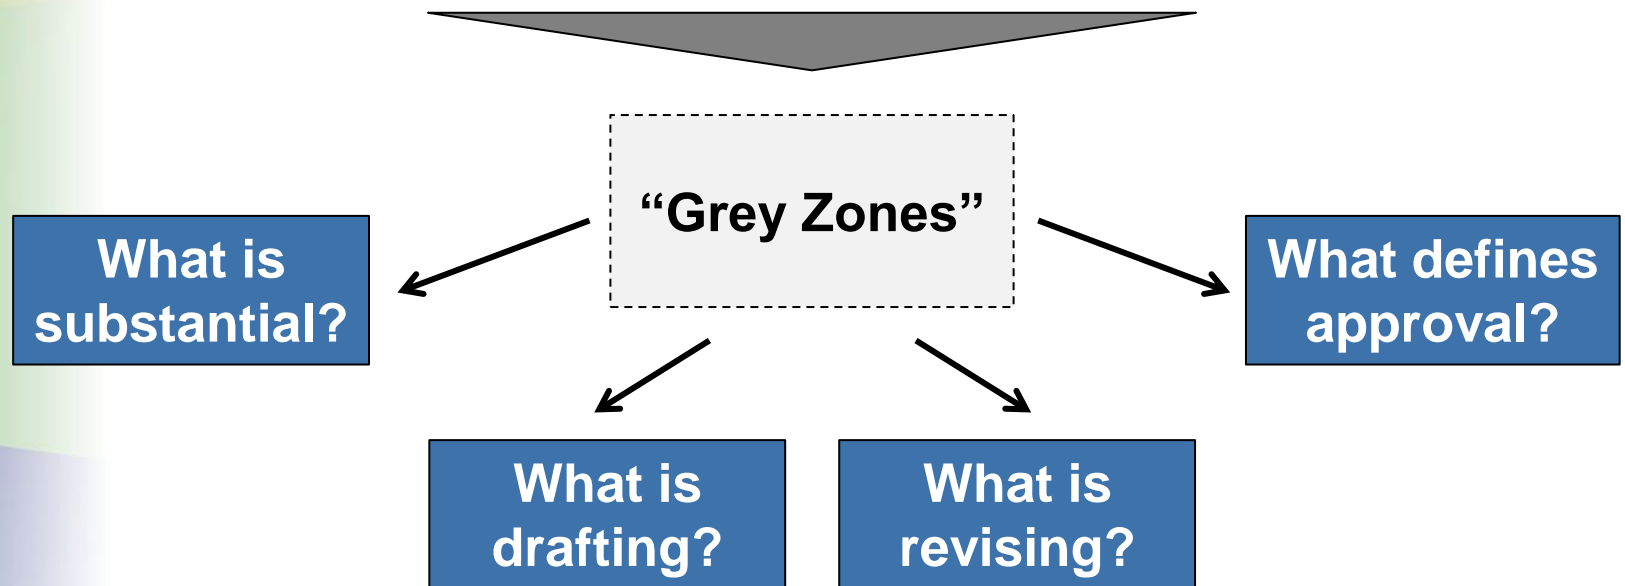 “Grey Zones”
What is
substantial?
What defines
approval?
What is
drafting?
What is
revising?